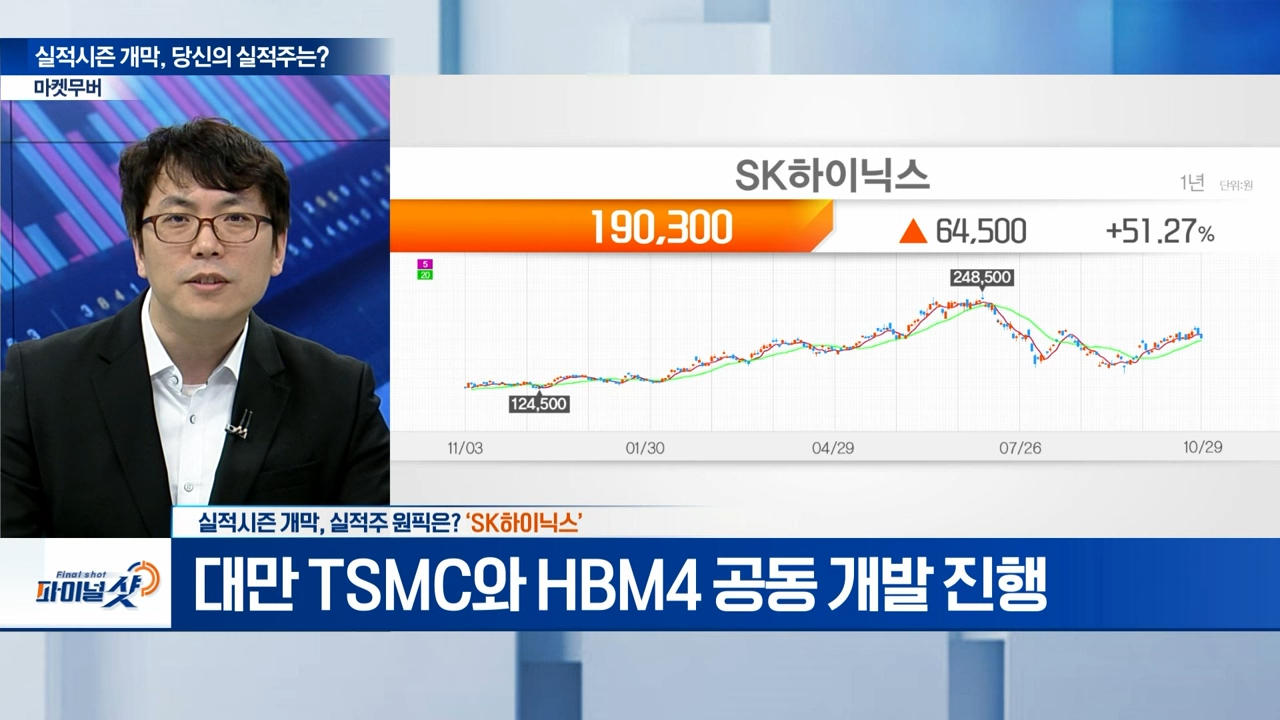 실적시즌 개막, 당신의 실적주는?
마켓무버
SK하이닉스
1년 단위:원
190,300 ▲ 64,500 +51.27%
5
20
248,500
124,500
11/03 01/30 04/29 07/26 10/29
실적시즌 개막, 실적주 원픽은? 'SK하이닉스'
Final shot
파이널샷
대만 TSMC와 HBM4 공동 개발 진행